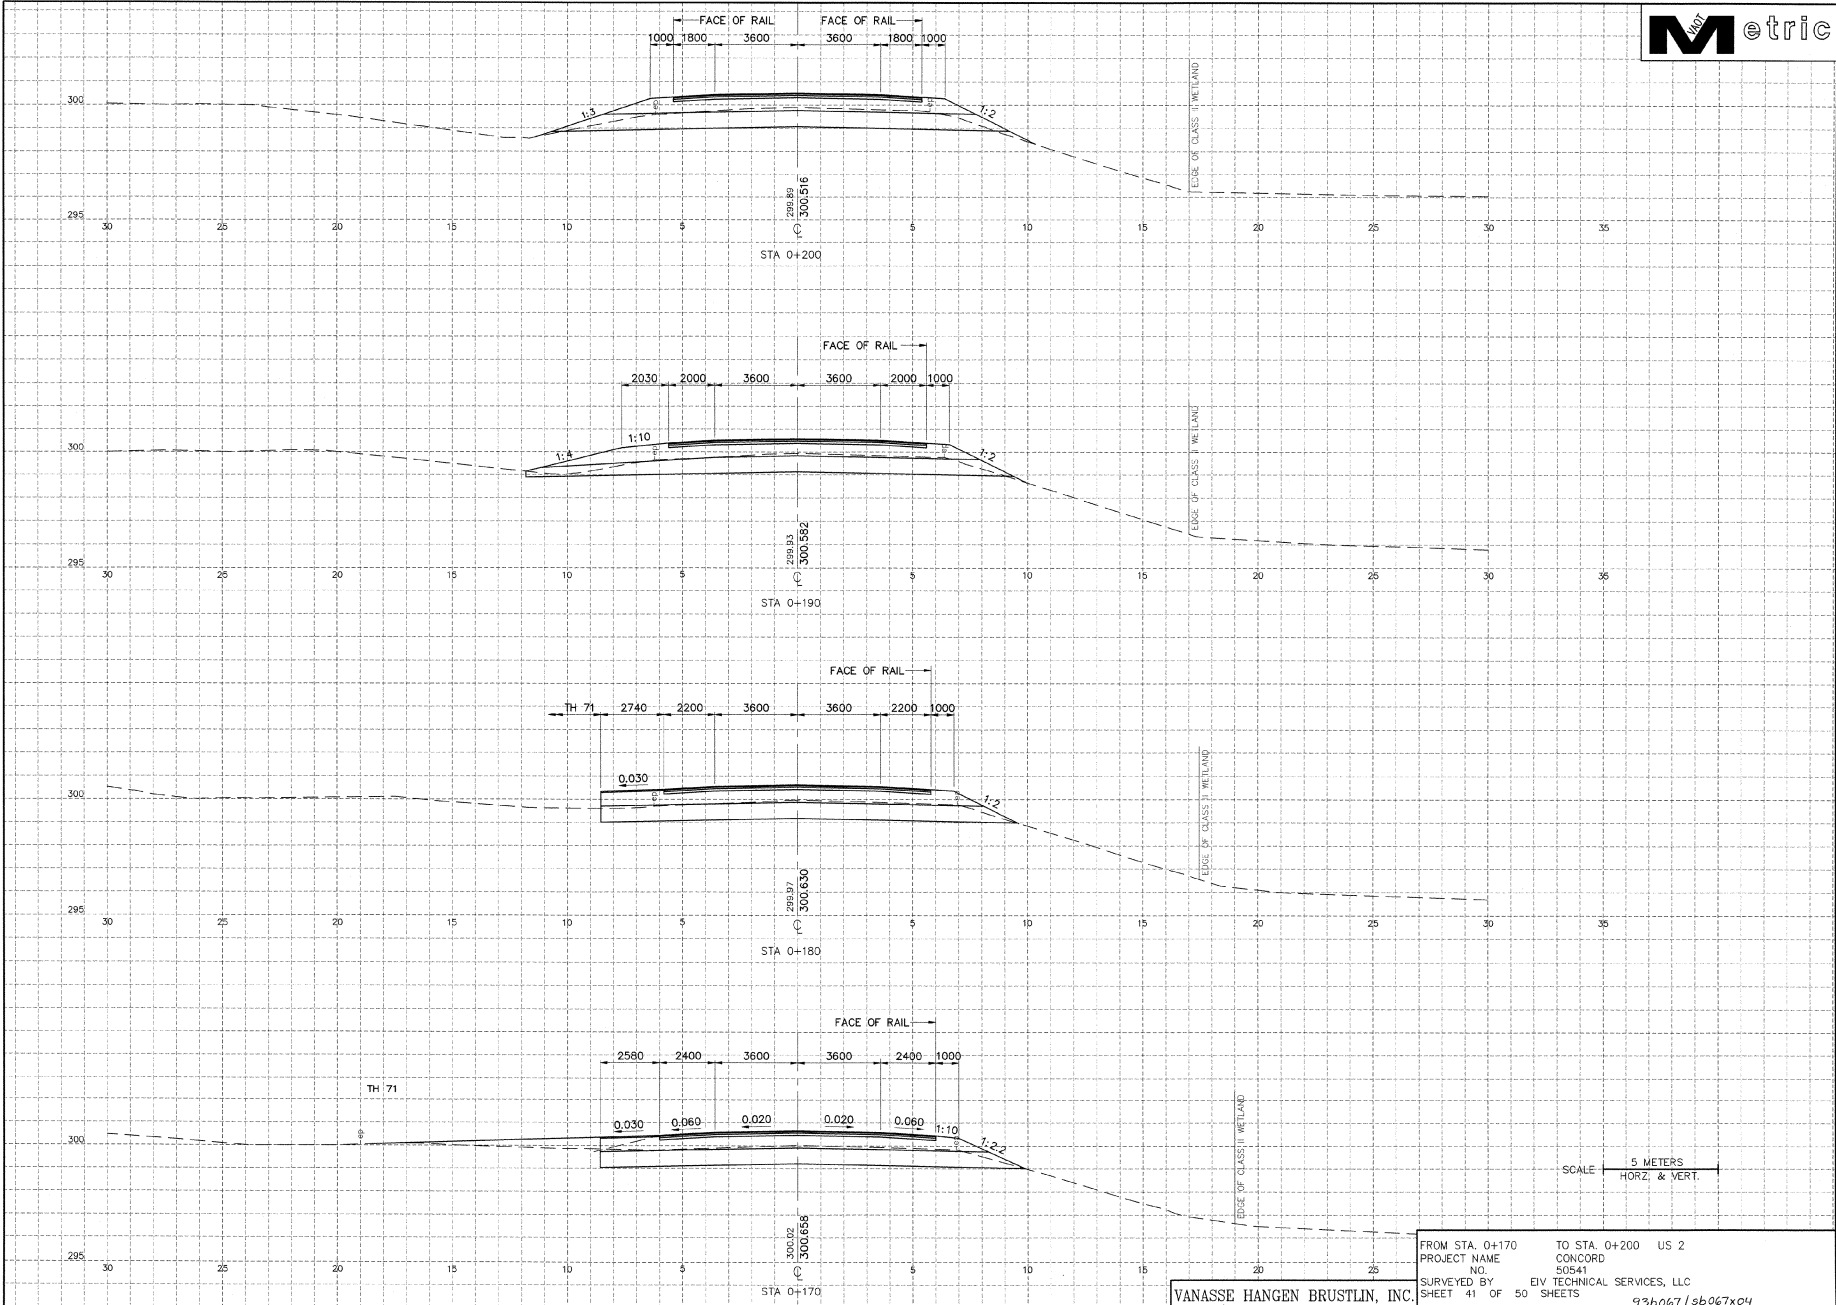 VAOT Metric
FACE OF RAIL FACE OF RAIL
1000 1800 3600 3600 1800 1000
300 1:3 ep ep 1:2 EDGE OF CLASS II WETLAND
299.89
300.516
295
30 25 20 15 10 5 ℄ 5 10 15 20 25 30 35
STA 0+200
FACE OF RAIL
2030 2000 3600 3600 2000 1000
300 1:4 1:10 ep ep 1:2 EDGE OF CLASS II WETLAND
299.93
300.582
295
30 25 20 15 10 5 ℄ 5 10 15 20 25 30 35
STA 0+190
FACE OF RAIL
TH 71 2740 2200 3600 3600 2200 1000
0.030
300 ep ep 1:2 EDGE OF CLASS II WETLAND
299.97
300.630
295
30 25 20 15 10 5 ℄ 5 10 15 20 25 30 35
STA 0+180
FACE OF RAIL
2580 2400 3600 3600 2400 1000
TH 71
0.030 0.060 0.020 0.020 0.060 1:10
300 ep ep 1:2.2 EDGE OF CLASS II WETLAND
300.02
300.658
295
30 25 20 15 10 5 ℄ 5 10 15 20 25
STA 0+170
SCALE 5 METERS
HORZ. & VERT.
VANASSE HANGEN BRUSTLIN, INC.
FROM STA. 0+170 TO STA. 0+200 US 2
PROJECT NAME CONCORD
NO. 50541
SURVEYED BY EIV TECHNICAL SERVICES, LLC
SHEET 41 OF 50 SHEETS
93b067/sb067x04